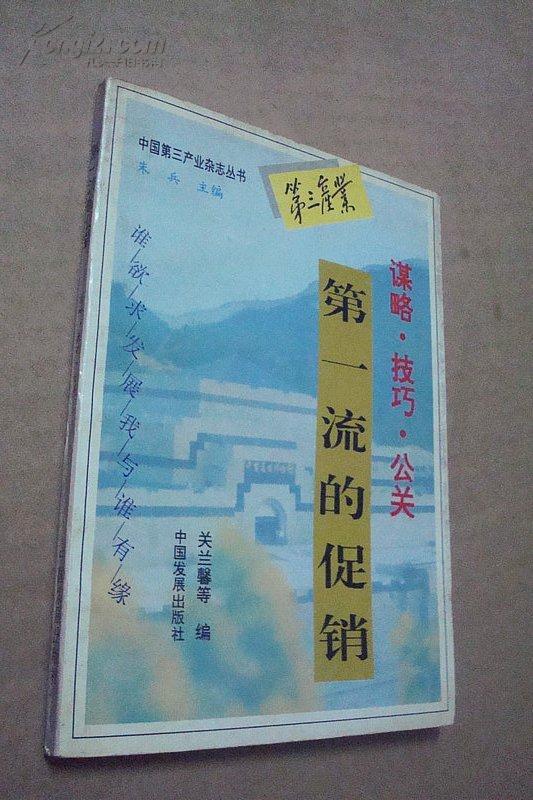 中国第三产业杂志丛书
朱兵 主编
第三產業
谋略·技巧·公关
第一流的促销
谁/欲/求/发/展/我/与/谁/有/缘
关兰馨等 编
中国发展出版社